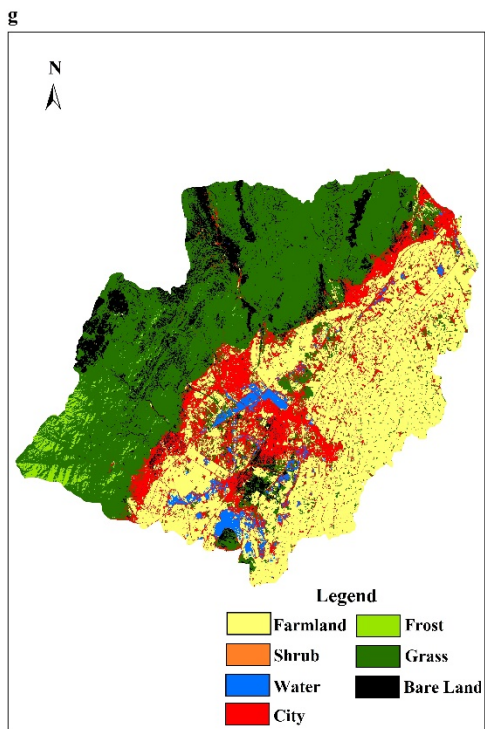 g
N
Legend
Farmland
Frost
Shrub
Grass
Water
Bare Land
City